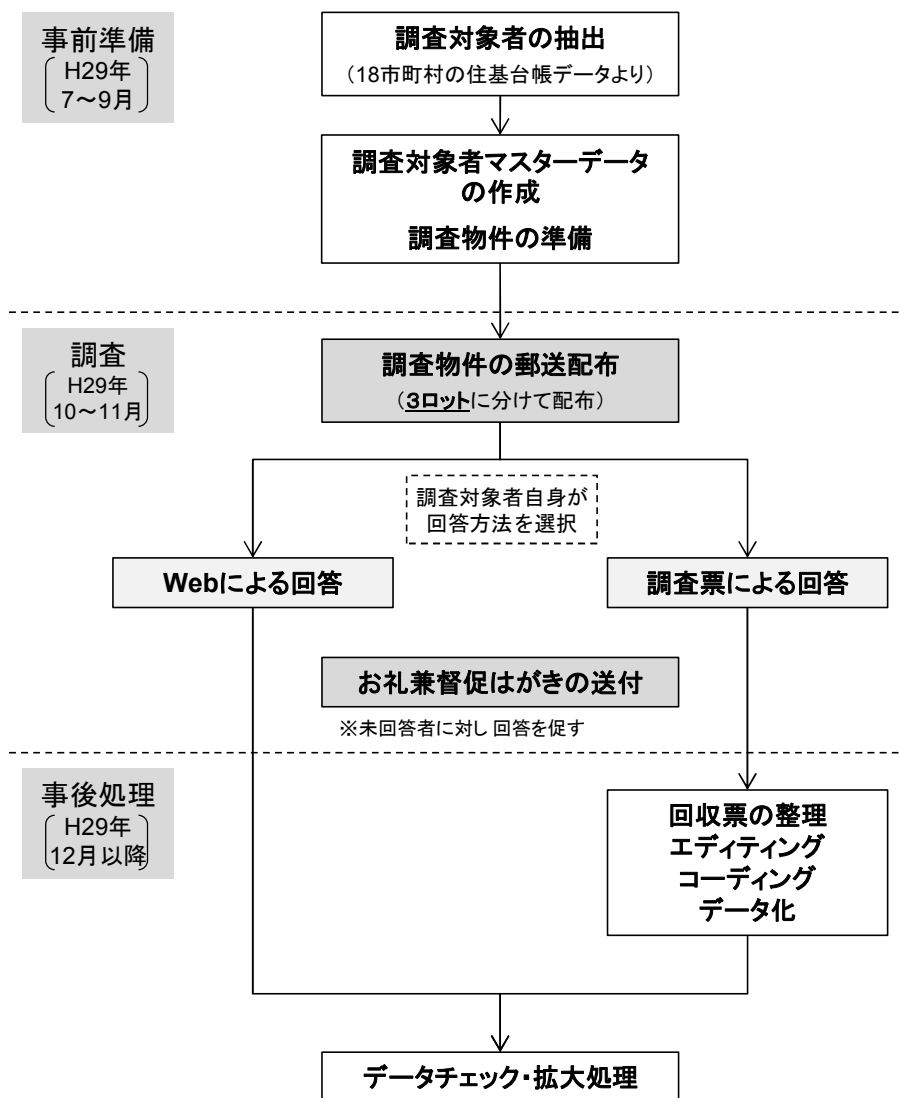 事前準備
H29年
7～9月
調査対象者の抽出
（18市町村の住基台帳データより）
調査対象者マスターデータ
の作成
調査物件の準備
調査
H29年
10～11月
調査物件の郵送配布
（3ロットに分けて配布）
調査対象者自身が
回答方法を選択
Webによる回答
調査票による回答
お礼兼督促はがきの送付
※未回答者に対し 回答を促す
事後処理
H29年
12月以降
回収票の整理
エディティング
コーディング
データ化
データチェック・拡大処理